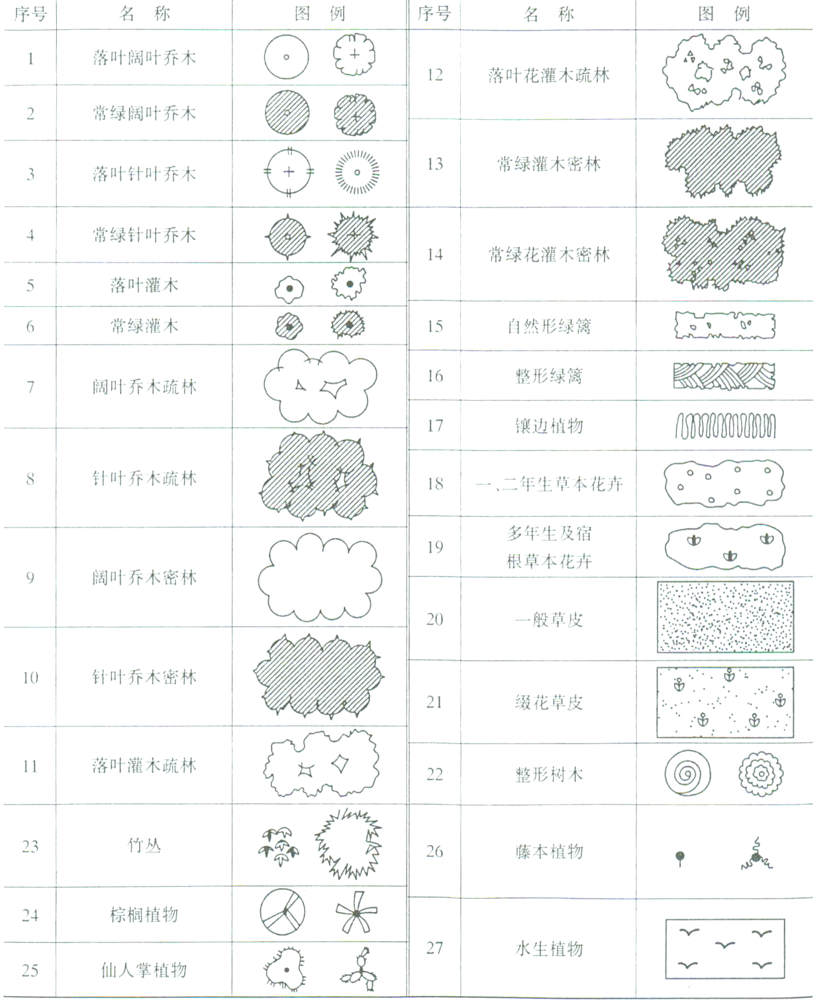 序号 名 称 图 例
1 落叶阔叶乔木
2 常绿阔叶乔木
3 落叶针叶乔木
4 常绿针叶乔木
5 落叶灌木
6 常绿灌木
7 阔叶乔木疏林
8 针叶乔木疏林
9 阔叶乔木密林
10 针叶乔木密林
11 落叶灌木疏林
23 竹丛
24 棕榈植物
25 仙人掌植物
序号 名 称 图 例
12 落叶花灌木疏林
13 常绿灌木密林
14 常绿花灌木密林
15 自然形绿篱
16 整形绿篱
17 镶边植物
18 一、二年生草本花卉
19 多年生及宿
根草本花卉
20 一般草皮
21 缀花草皮
22 整形树木
26 藤本植物
27 水生植物